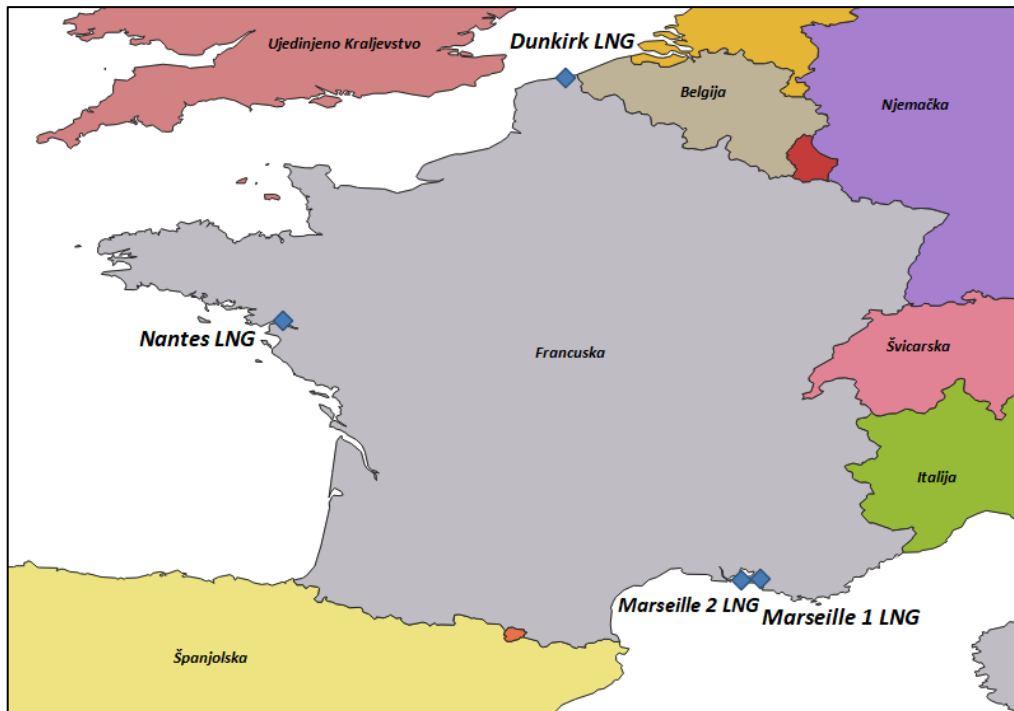 Ujedinjeno Kraljevstvo
Dunkirk LNG
Belgija
Njemačka
Nantes LNG
Francuska
Švicarska
Italija
Marseille 2 LNG
Marseille 1 LNG
Španjolska